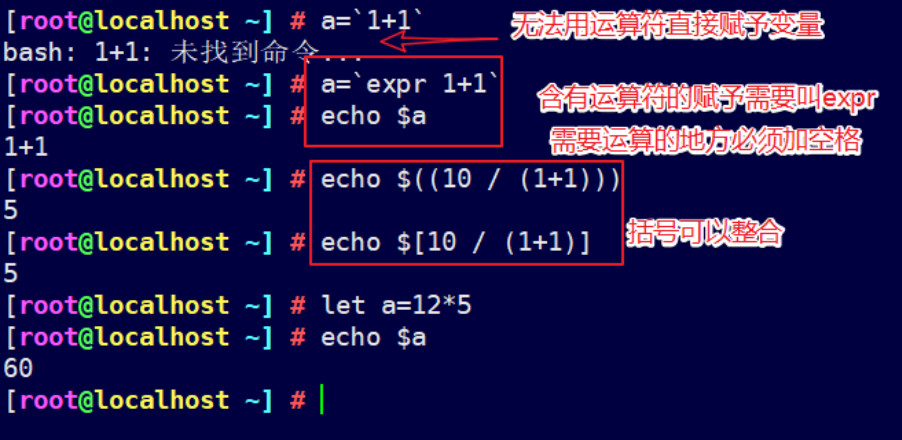 [root@localhost ~] # a=`1+1`
无法用运算符直接赋予变量
bash: 1+1: 未找到命令...
[root@localhost ~] # a=`expr 1+1`
含有运算符的赋予需要叫expr
[root@localhost ~] # echo $a
需要运算的地方必须加空格
1+1
[root@localhost ~] # echo $((10 / (1+1)))
5
括号可以整合
[root@localhost ~] # echo $[10 / (1+1)]
5
[root@localhost ~] # let a=12*5
[root@localhost ~] # echo $a
60
[root@localhost ~] #